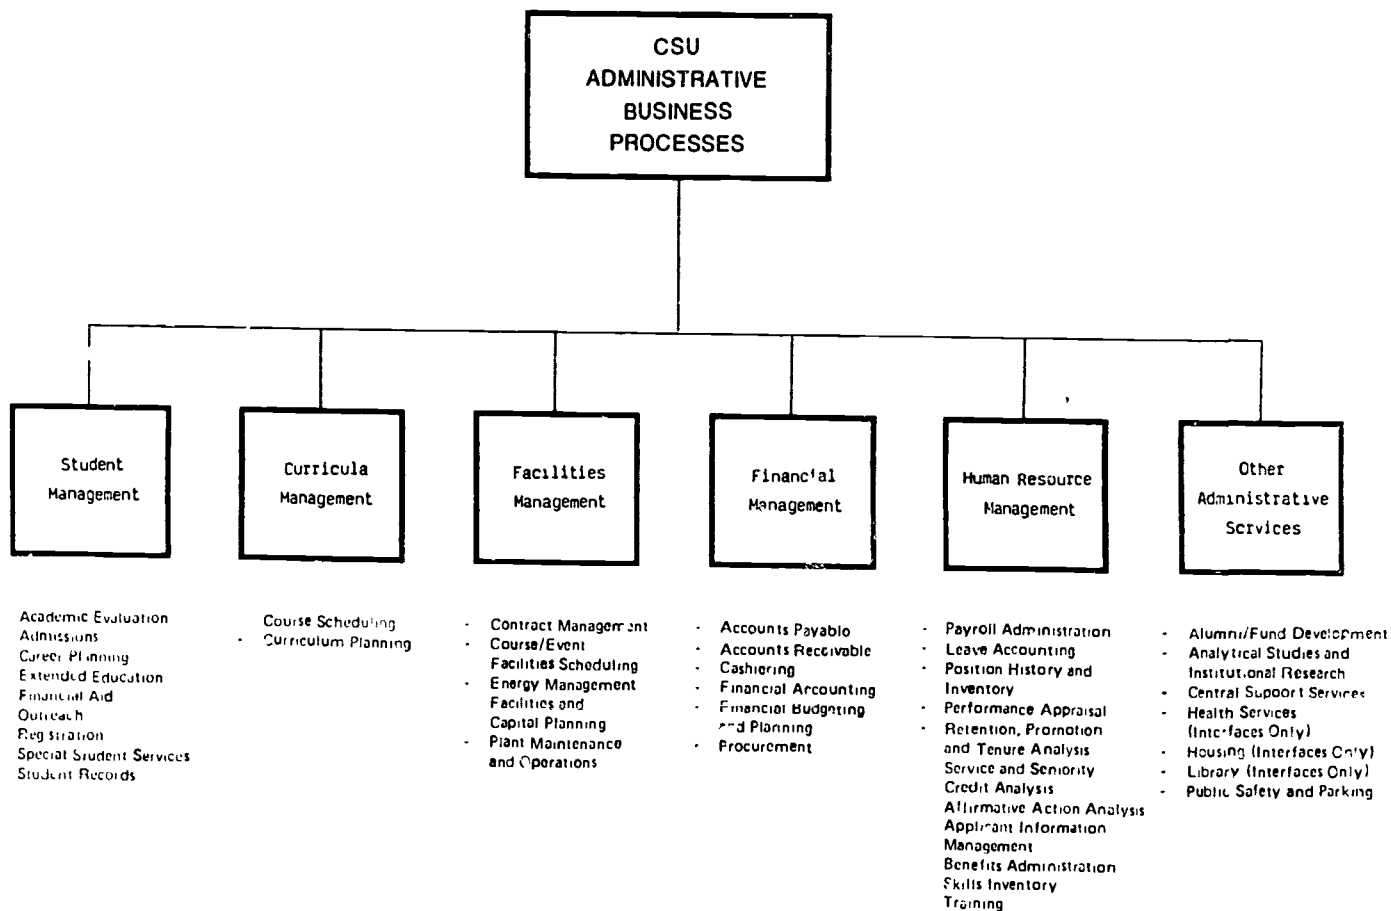 CSU
ADMINISTRATIVE
BUSINESS
PROCESSES
Student
Management
Curricula
Management
Facilities
Management
Financial
Management
Human Resource
Management
Other
Administrative
Services
Academic Evaluation
Admissions
Career Planning
Extended Education
Financial Aid
Outreach
Registration
Special Student Services
Student Records
Course Scheduling
- Curriculum Planning
- Contract Management
- Course/Event
Facilities Scheduling
- Energy Management
Facilities and
Capital Planning
- Plant Maintenance
and Operations
- Accounts Payable
- Accounts Receivable
- Cashiering
- Financial Accounting
- Financial Budgeting
and Planning
- Procurement
- Payroll Administration
- Leave Accounting
- Position History and
Inventory
- Performance Appraisal
- Retention, Promotion
and Tenure Analysis
Service and Seniority
Credit Analysis
Affirmative Action Analysis
Applicant Information
Management
Benefits Administration
Skills Inventory
Training
- Alumni/Fund Development
- Analytical Studies and
Institutional Research
- Central Support Services
- Health Services
(Interfaces Only)
- Housing (Interfaces Only)
- Library (Interfaces Only)
- Public Safety and Parking